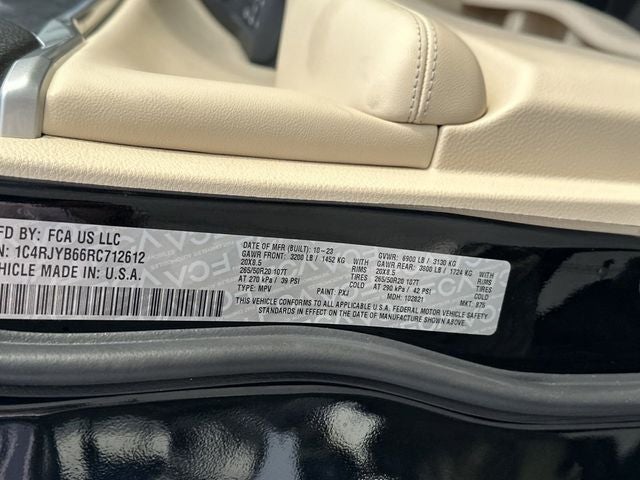 FD BY: FCA US LLC
N: 1C4RJYB66RC712612
VEHICLE MADE IN U.S.A.
DATE OF MFR (BUILT): 10-23
GAWR FRONT: 3200 LB / 1452 KG
20X8.5 RIMS
265/50R20 107T TIRES
AT 270 kPa / 39 PSI
TYPE: MPV PAINT: PXJ
GVWR: 6900 LB / 3130 KG
GAWR REAR: 3800 LB / 1724 KG
20X8.5 RIMS
265/50R20 107T TIRES
AT 290 kPa / 42 PSI
MDH: 102821 MKT: 875
THIS VEHICLE CONFORMS TO ALL APPLICABLE U.S.A. FEDERAL MOTOR VEHICLE SAFETY
STANDARDS IN EFFECT ON THE DATE OF MANUFACTURE SHOWN ABOVE.